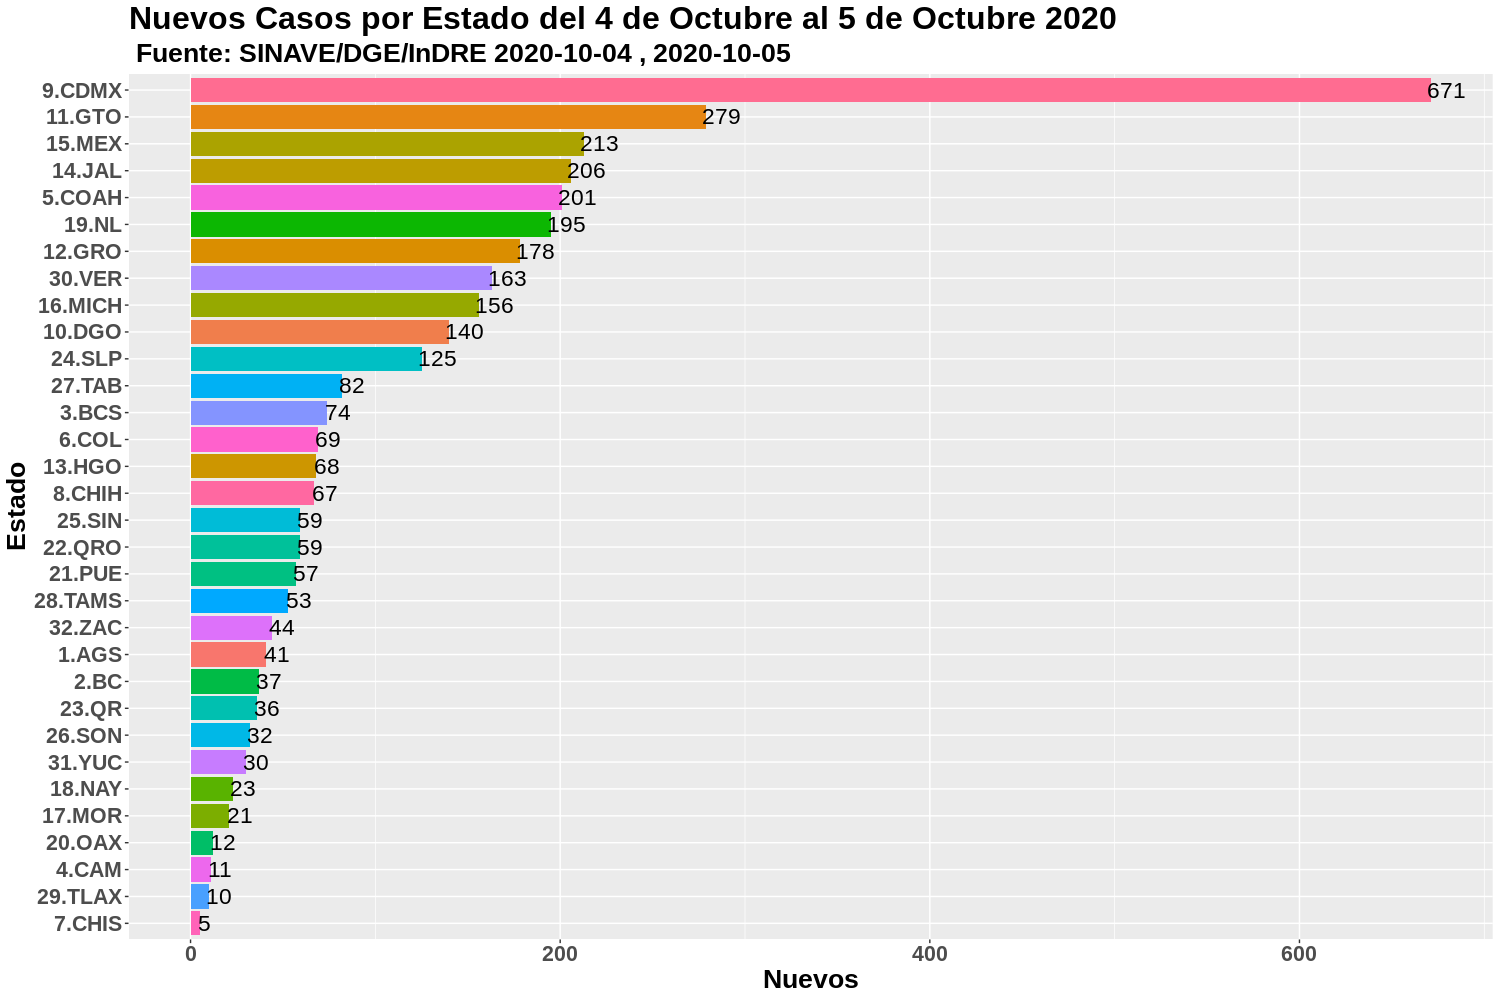 Nuevos Casos por Estado del 4 de Octubre al 5 de Octubre 2020
Fuente: SINAVE/DGE/InDRE 2020-10-04 , 2020-10-05
Estado
9.CDMX 671
11.GTO 279
15.MEX 213
14.JAL 206
5.COAH 201
19.NL 195
12.GRO 178
30.VER 163
16.MICH 156
10.DGO 140
24.SLP 125
27.TAB 82
3.BCS 74
6.COL 69
13.HGO 68
8.CHIH 67
25.SIN 59
22.QRO 59
21.PUE 57
28.TAMS 53
32.ZAC 44
1.AGS 41
2.BC 37
23.QR 36
26.SON 32
31.YUC 30
18.NAY 23
17.MOR 21
20.OAX 12
4.CAM 11
29.TLAX 10
7.CHIS 5
0 200 400 600
Nuevos